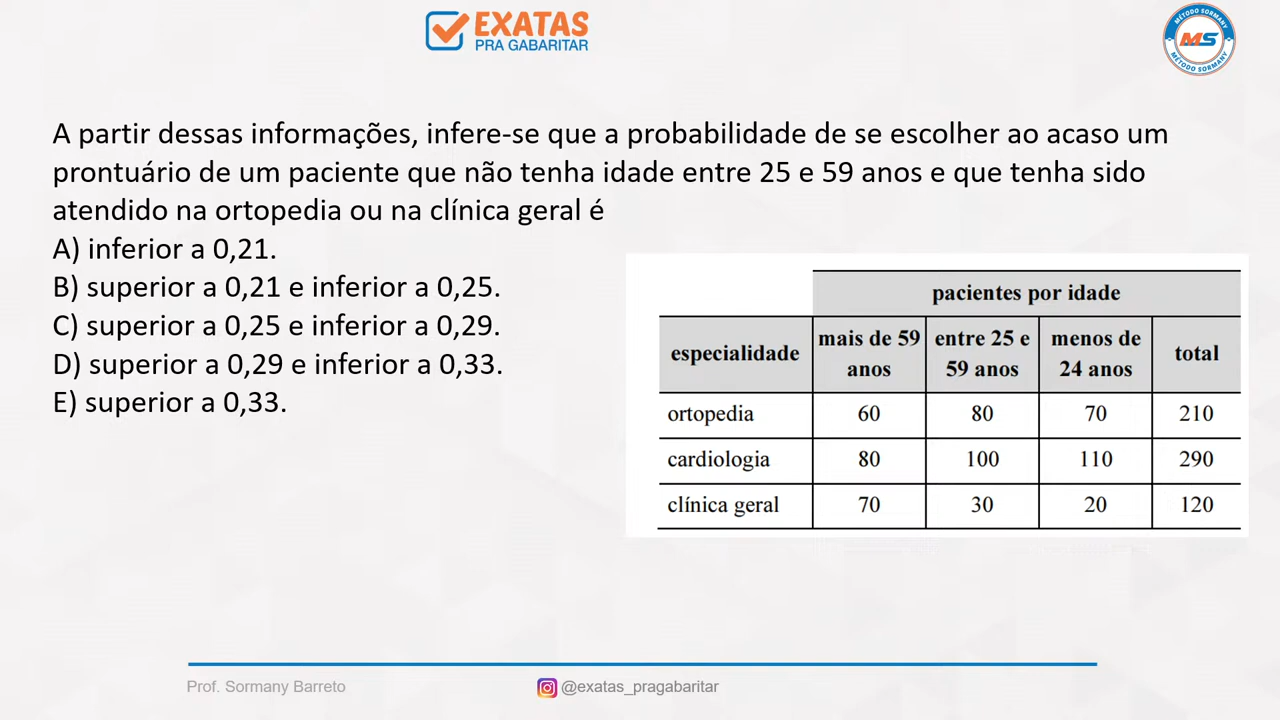 EXATAS
PRA GABARITAR
MÉTODO SORMANY
MS
MÉTODO SORMANY
A partir dessas informações, infere-se que a probabilidade de se escolher ao acaso um
prontuário de um paciente que não tenha idade entre 25 e 59 anos e que tenha sido
atendido na ortopedia ou na clínica geral é
A) inferior a 0,21.
B) superior a 0,21 e inferior a 0,25.
C) superior a 0,25 e inferior a 0,29.
D) superior a 0,29 e inferior a 0,33.
E) superior a 0,33.
pacientes por idade
especialidade mais de 59 anos entre 25 e 59 anos menos de 24 anos total
ortopedia 60 80 70 210
cardiologia 80 100 110 290
clínica geral 70 30 20 120
Prof. Sormany Barreto
@exatas_pragabaritar